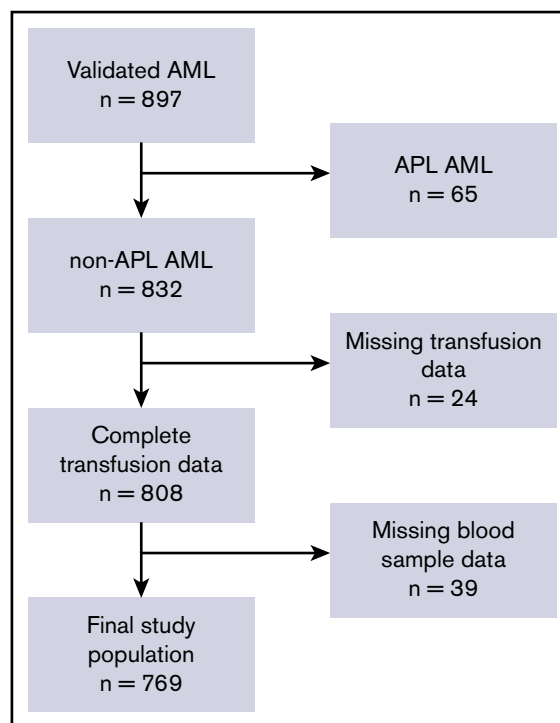 Validated AML
n = 897
APL AML
n = 65
non-APL AML
n = 832
Missing transfusion
data
n = 24
Complete
transfusion data
n = 808
Missing blood
sample data
n = 39
Final study
population
n = 769